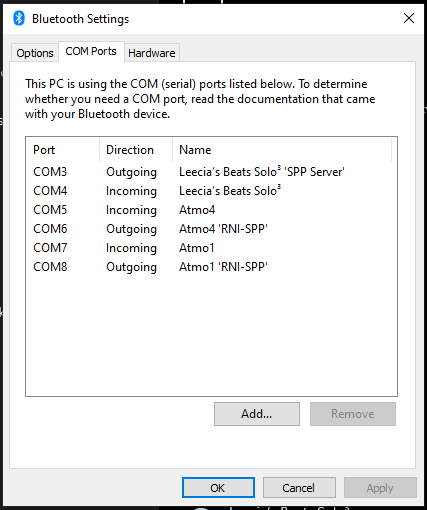 Bluetooth Settings
Options COM Ports Hardware
This PC is using the COM (serial) ports listed below. To determine
whether you need a COM port, read the documentation that came
with your Bluetooth device.
Port Direction Name
COM3 Outgoing Leecia's Beats Solo³ 'SPP Server'
COM4 Incoming Leecia's Beats Solo³
COM5 Incoming Atmo4
COM6 Outgoing Atmo4 'RNI-SPP'
COM7 Incoming Atmo1
COM8 Outgoing Atmo1 'RNI-SPP'
Add... Remove
OK Cancel Apply